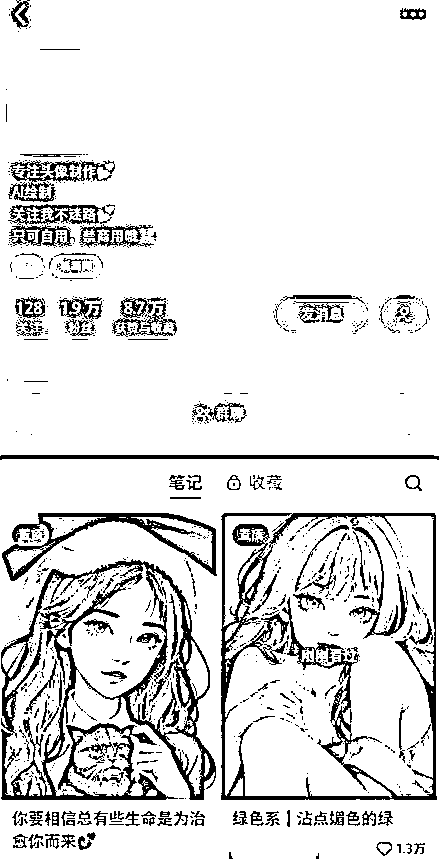 专注头像制作
AI绘制
关注我不迷路
只可自用，禁商用哦
128
1.9万
8.7万
关注
粉丝
获赞与收藏
发消息
群聊
笔记
收藏
置顶
置顶
你要相信总有些生命是为治
愈你而来
绿色系┃沾点媚色的绿
1.3万